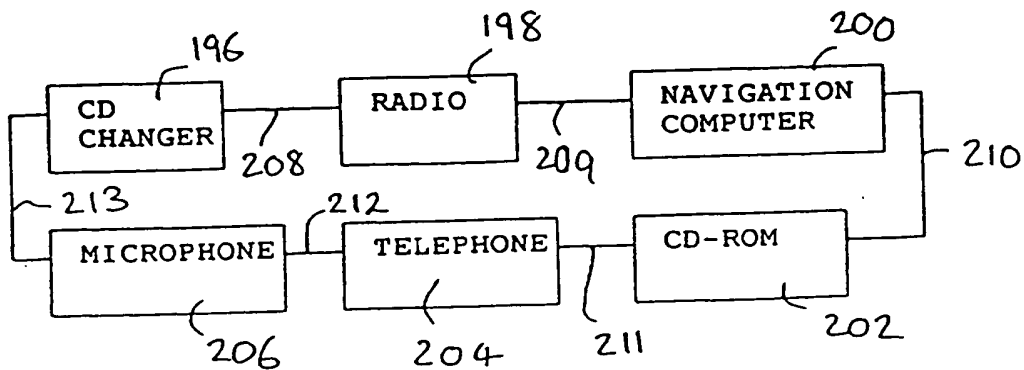 196
198
200
CD
CHANGER
RADIO
NAVIGATION
COMPUTER
208
209
210
213
212
MICROPHONE
TELEPHONE
CD-ROM
206
204
211
202